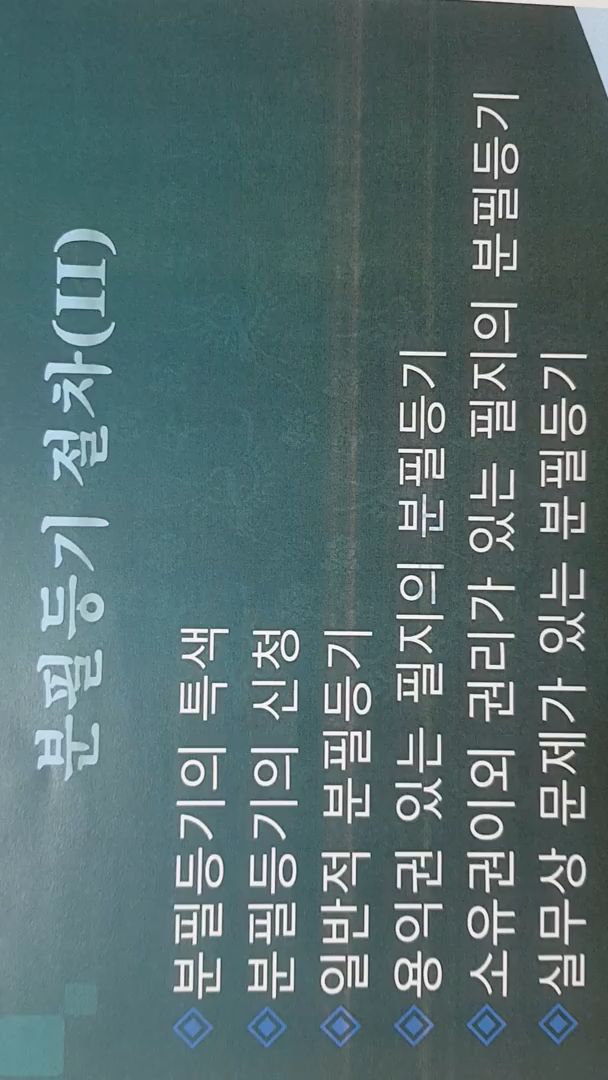 분필등기 절차(II)
분필등기의 특색
분필등기의 신청
일반적 분필등기
용익권 있는 필지의 분필등기
소유권이외 권리가 있는 필지의 분필등기
실무상 문제가 있는 분필등기